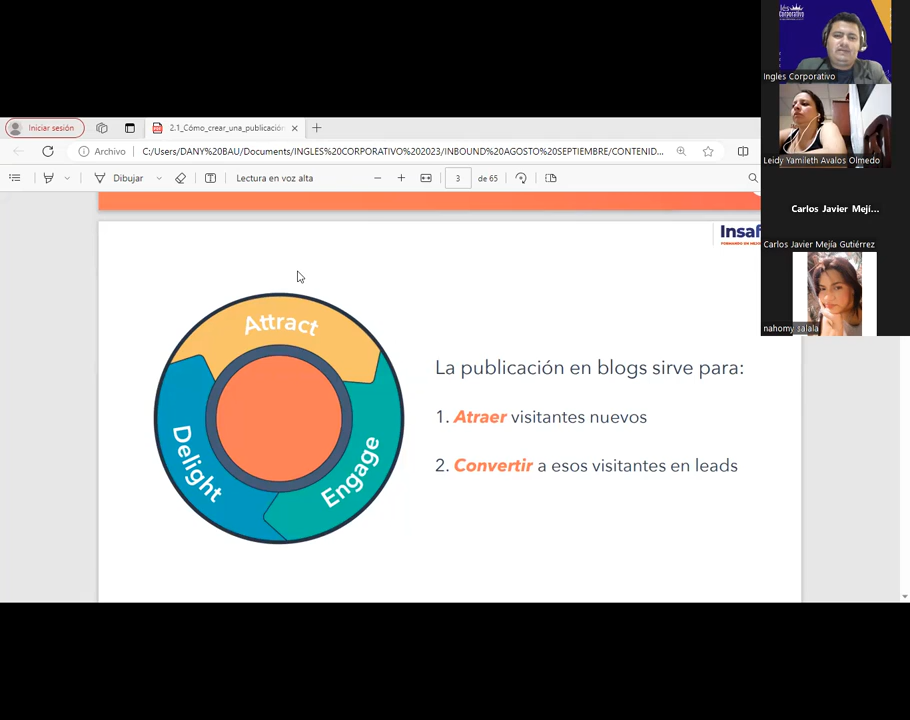 Iniciar sesión
2.1_Cómo_crear_una_publicación
Archivo
C:/Users/DANY%20BAU/Documents/INGLES%20CORPORATIVO%202023/INBOUND%20AGOSTO%20SEPTIEMBRE/CONTENID...
Dibujar
Lectura en voz alta
3
de 65
Insaf
Attract
Engage
Delight
La publicación en blogs sirve para:
1. Atraer visitantes nuevos
2. Convertir a esos visitantes en leads
Corporativo
Ingles Corporativo
Leidy Yamileth Avalos Olmedo
Carlos Javier Mejí...
Carlos Javier Mejía Gutiérrez
nahomy salala